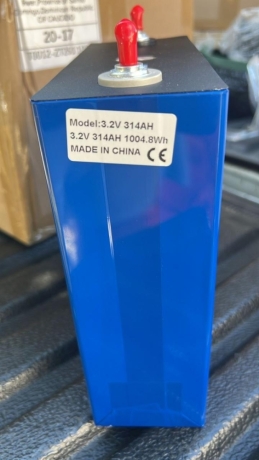 20-17
Model:3.2V 314AH
3.2V 314AH 1004.8Wh
MADE IN CHINA CE